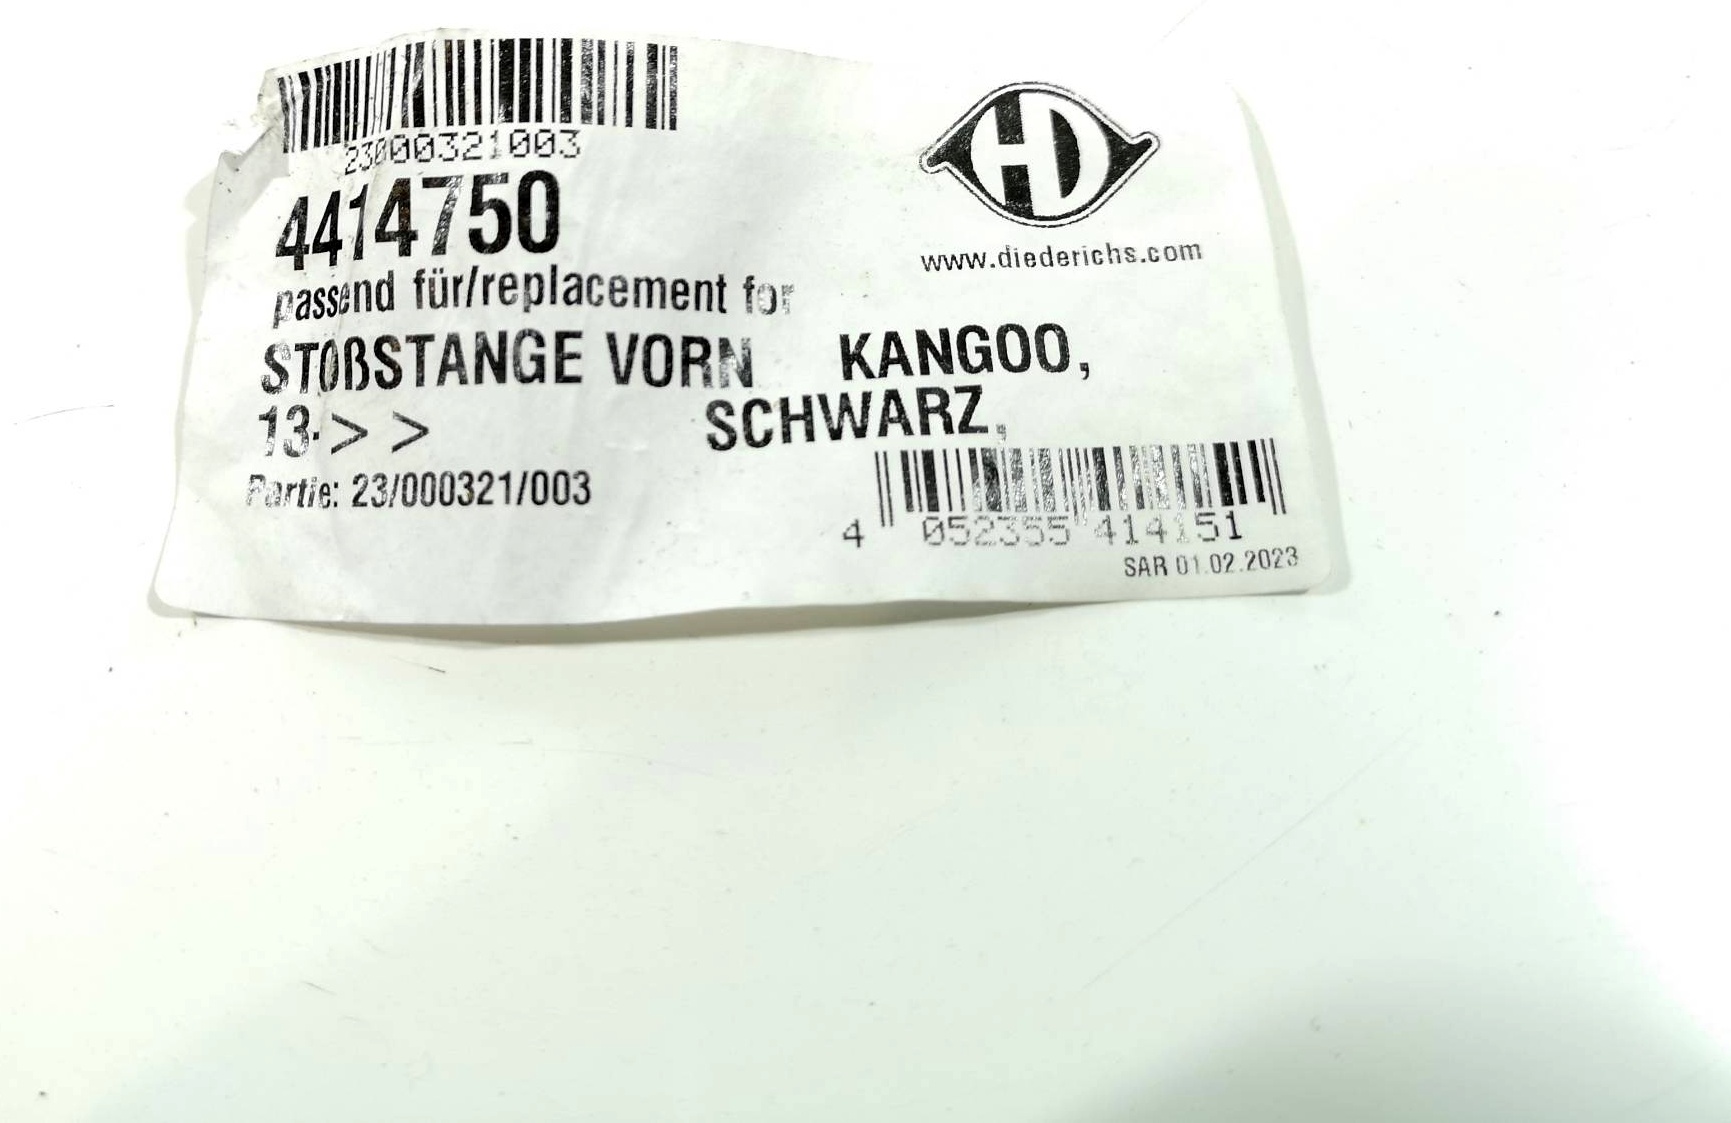 23000321003
4414750
HD
www.diederichs.com
passend für/replacement for
STOßSTANGE VORN KANGOO,
13-> > SCHWARZ,
Partie: 23/000321/003
4 052355 414151
SAR 01.02.2023